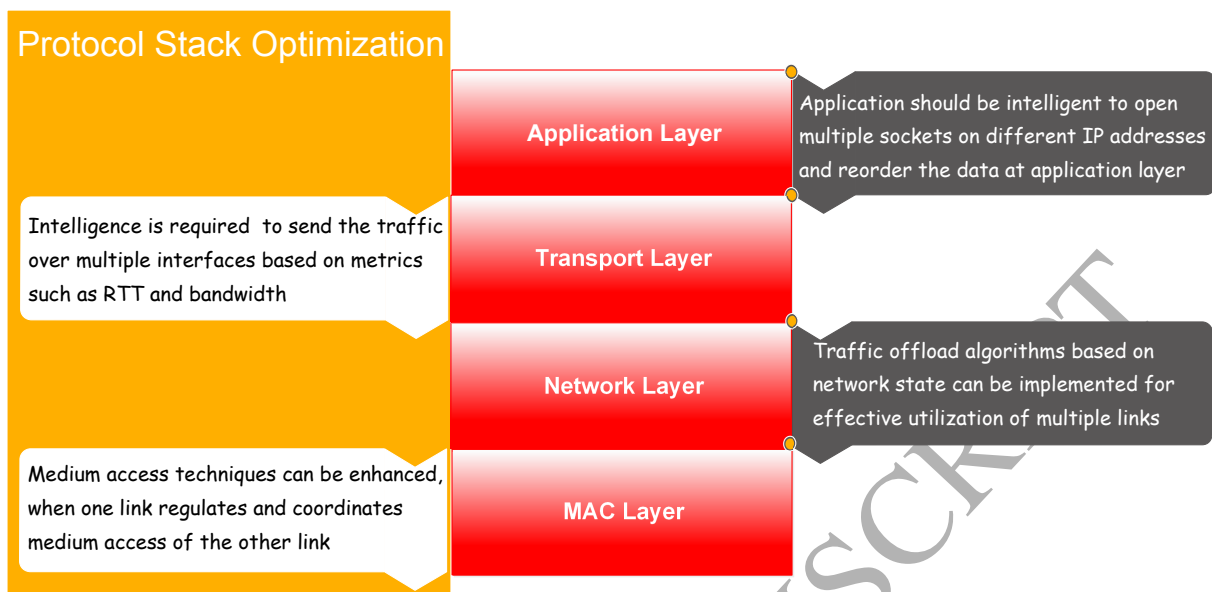 Protocol Stack Optimization
Application Layer
Application should be intelligent to open
multiple sockets on different IP addresses
and reorder the data at application layer
Intelligence is required to send the traffic
over multiple interfaces based on metrics
such as RTT and bandwidth
Transport Layer
Network Layer
Traffic offload algorithms based on
network state can be implemented for
effective utilization of multiple links
Medium access techniques can be enhanced,
when one link regulates and coordinates
medium access of the other link
MAC Layer